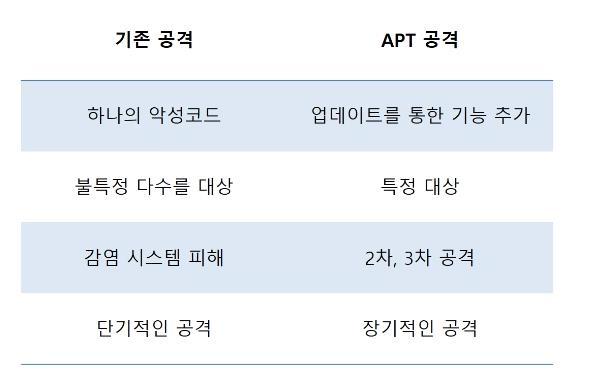 기존 공격 APT 공격
하나의 악성코드 업데이트를 통한 기능 추가
불특정 다수를 대상 특정 대상
감염 시스템 피해 2차, 3차 공격
단기적인 공격 장기적인 공격